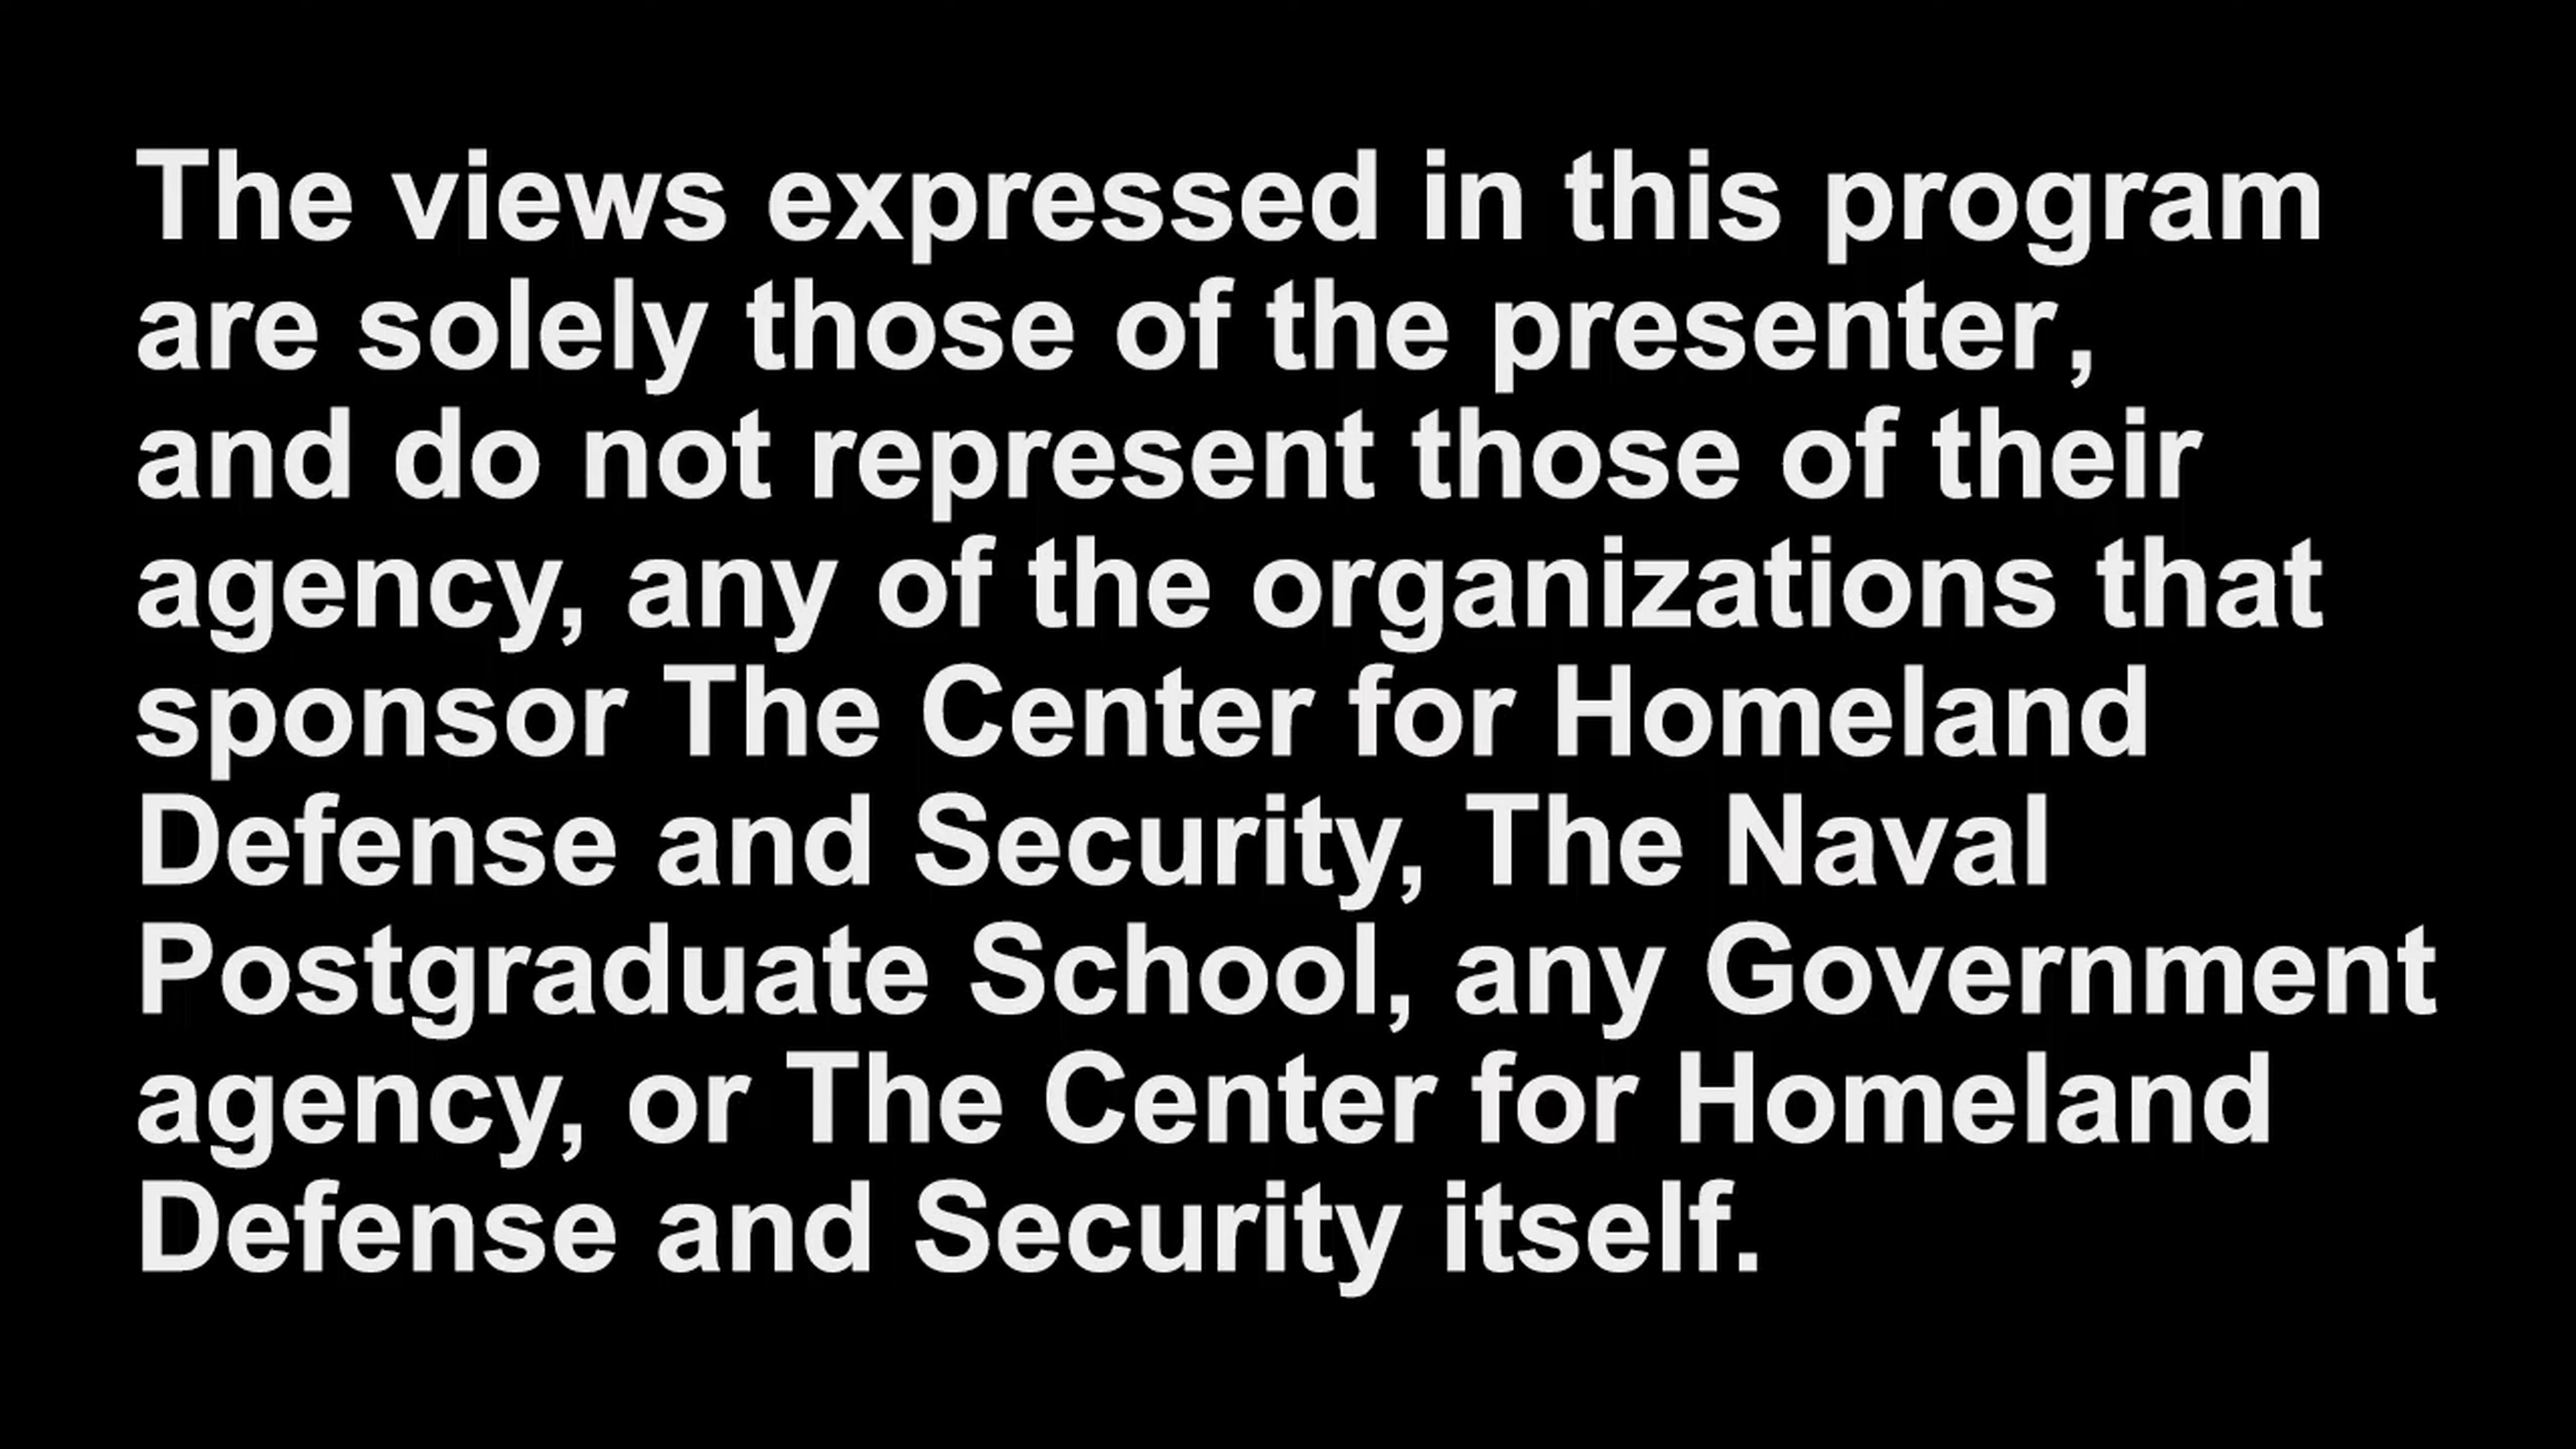 The views expressed in this program
are solely those of the presenter,
and do not represent those of their
agency, any of the organizations that
sponsor The Center for Homeland
Defense and Security, The Naval
Postgraduate School, any Government
agency, or The Center for Homeland
Defense and Security itself.